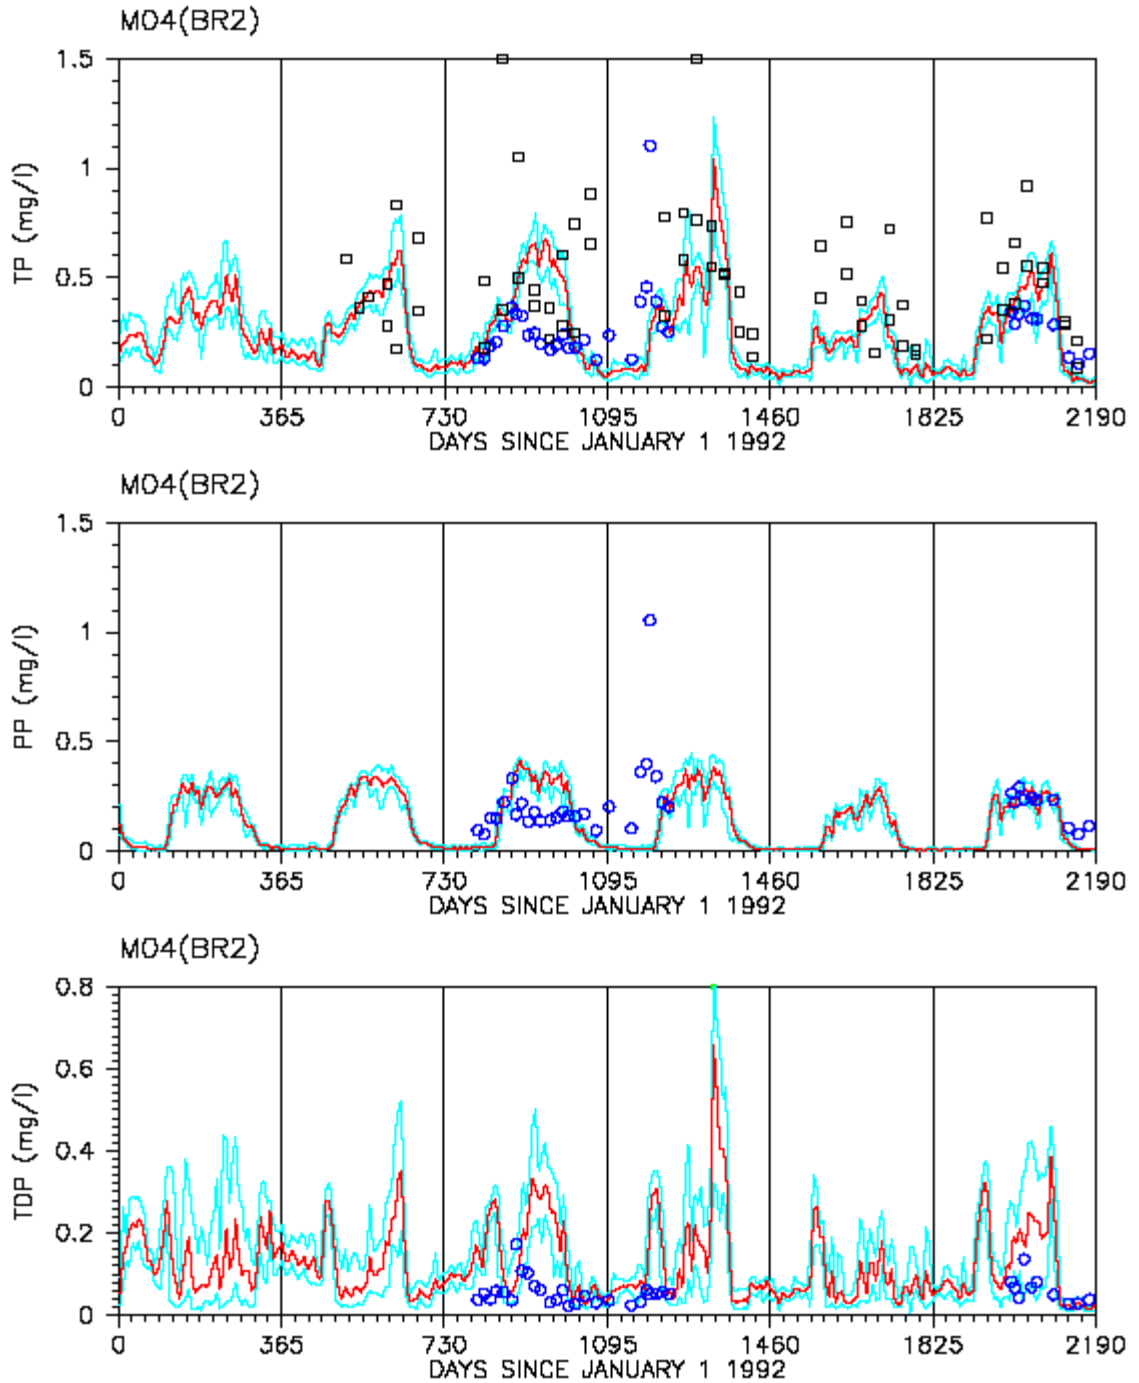 M04(BR2)
1.5
1
0.5
0
TP (mg/l)
0 365 730 1095 1460 1825 2190
DAYS SINCE JANUARY 1 1992
M04(BR2)
1.5
1
0.5
0
PP (mg/l)
0 365 730 1095 1460 1825 2190
DAYS SINCE JANUARY 1 1992
M04(BR2)
0.8
0.6
0.4
0.2
0
TDP (mg/l)
0 365 730 1095 1460 1825 2190
DAYS SINCE JANUARY 1 1992